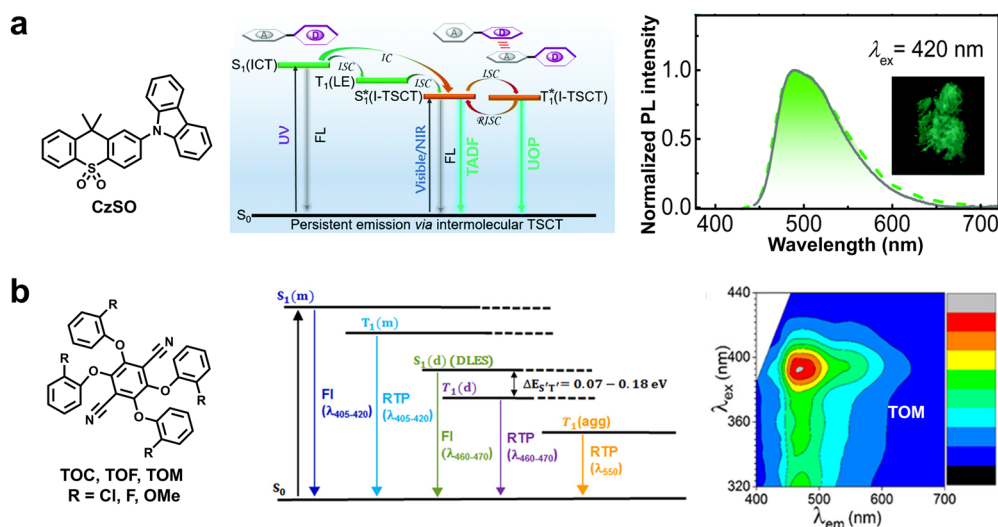 a
N
S
O O
CzSO
A D
A D
A D
S₁(ICT)
ISC
IC
T₁(LE)
ISC
ISC
S₁*(I-TSCT)
T₁*(I-TSCT)
RISC
UV
FL
Visible/NIR
FL
TADF
UOP
S₀
Persistent emission via intermolecular TSCT
Normalized PL intensity
1.0
0.5
0.0
λex = 420 nm
400 500 600 700
Wavelength (nm)
b
R
O
CN
O
R
R
O
NC
O
R
TOC, TOF, TOM
R = Cl, F, OMe
S₁(m)
T₁(m)
S₁(d) (DLES)
T₁(d)
ΔES'T' = 0.07 – 0.18 eV
T₁(agg)
Fl
(λ405-420)
RTP
(λ405-420)
Fl
(λ460-470)
RTP
(λ460-470)
RTP
(λ550)
S₀
λex (nm)
440
400
360
320
TOM
400 500 600 700
λem (nm)